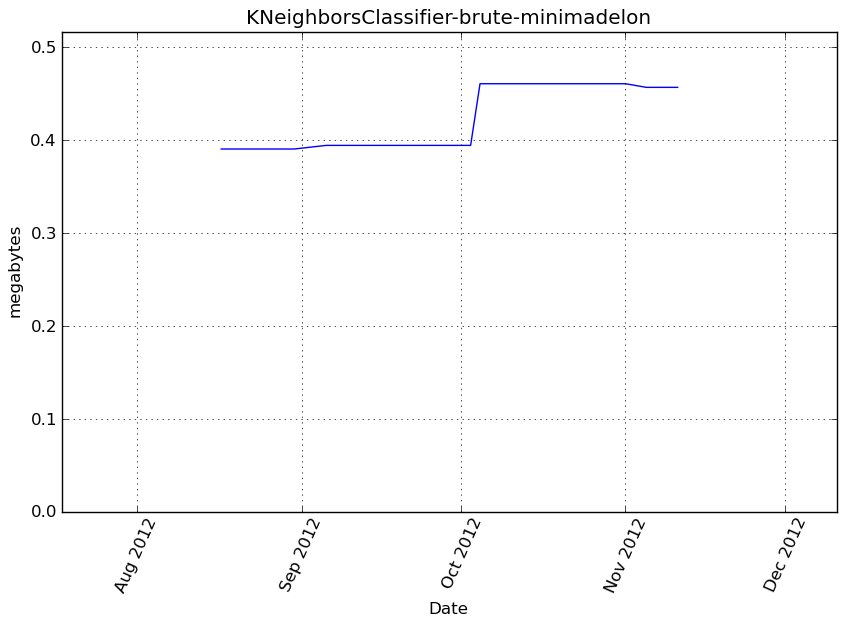 KNeighborsClassifier-brute-minimadelon
0.5
0.4
0.3
0.2
0.1
0.0
megabytes
Aug 2012
Sep 2012
Oct 2012
Nov 2012
Dec 2012
Date